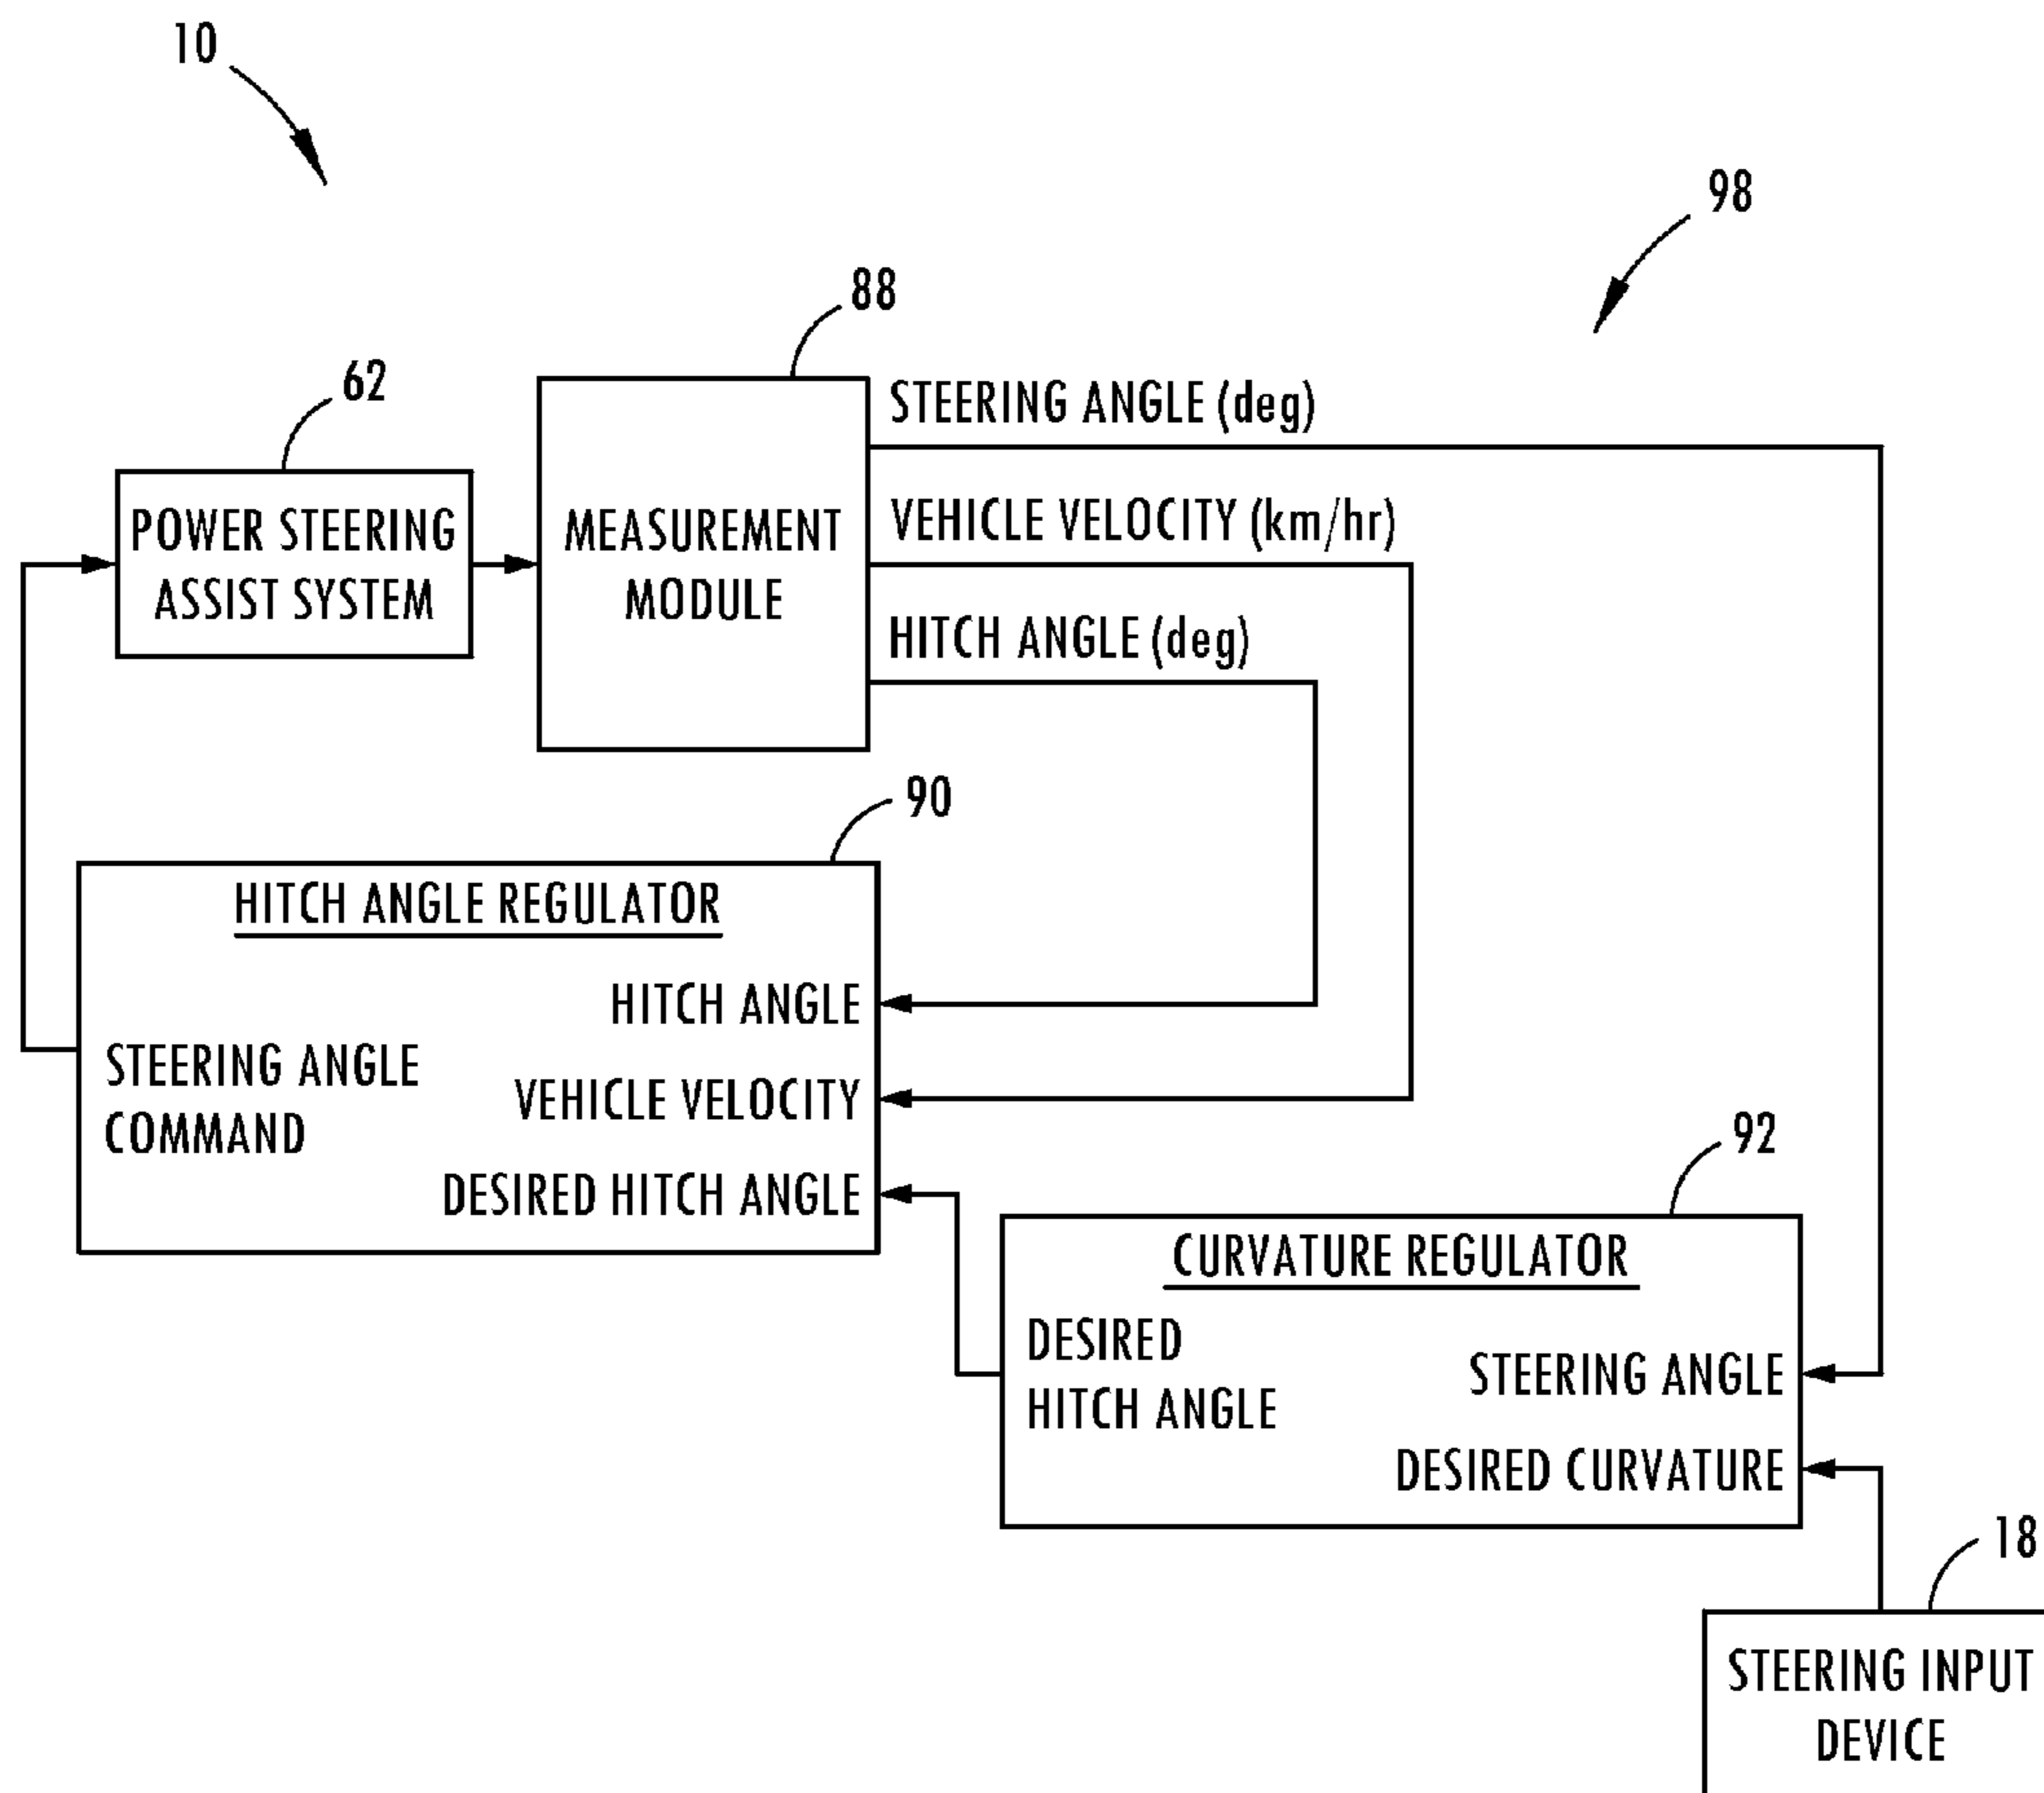 10
98
88
62
STEERING ANGLE (deg)
VEHICLE VELOCITY (km/hr)
HITCH ANGLE (deg)
POWER STEERING
ASSIST SYSTEM
MEASUREMENT
MODULE
90
HITCH ANGLE REGULATOR
HITCH ANGLE
STEERING ANGLE
COMMAND
VEHICLE VELOCITY
DESIRED HITCH ANGLE
92
CURVATURE REGULATOR
DESIRED
HITCH ANGLE
STEERING ANGLE
DESIRED CURVATURE
18
STEERING INPUT
DEVICE